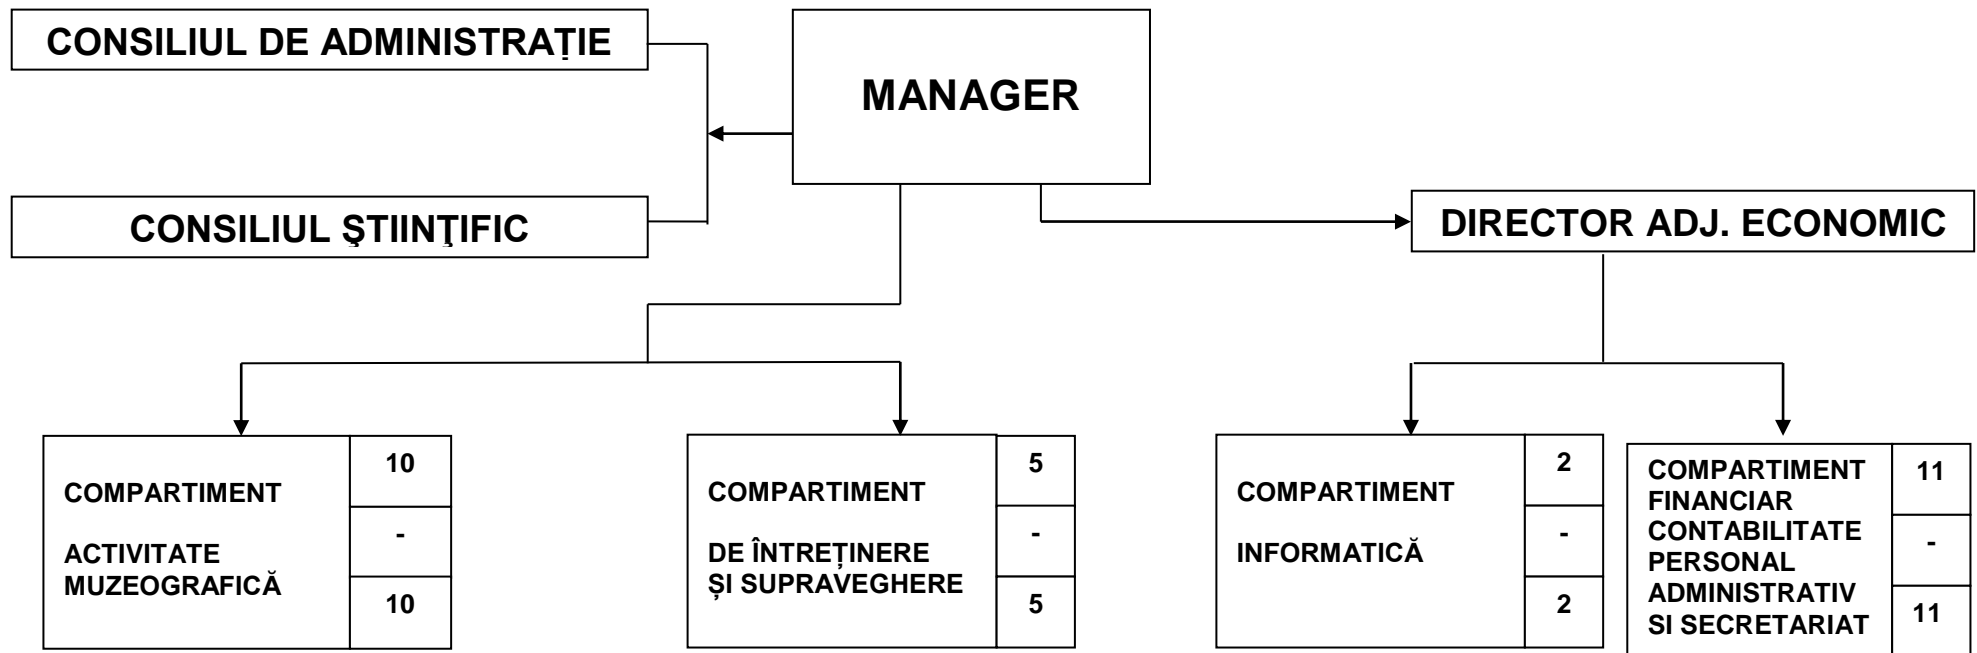 CONSILIUL DE ADMINISTRAȚIE
MANAGER
CONSILIUL ŞTIINŢIFIC
DIRECTOR ADJ. ECONOMIC
COMPARTIMENT
ACTIVITATE
MUZEOGRAFICĂ
10
-
10
COMPARTIMENT
DE ÎNTREȚINERE
ȘI SUPRAVEGHERE
5
-
5
COMPARTIMENT
INFORMATICĂ
2
-
2
COMPARTIMENT
FINANCIAR
CONTABILITATE
PERSONAL
ADMINISTRATIV
SI SECRETARIAT
11
-
11